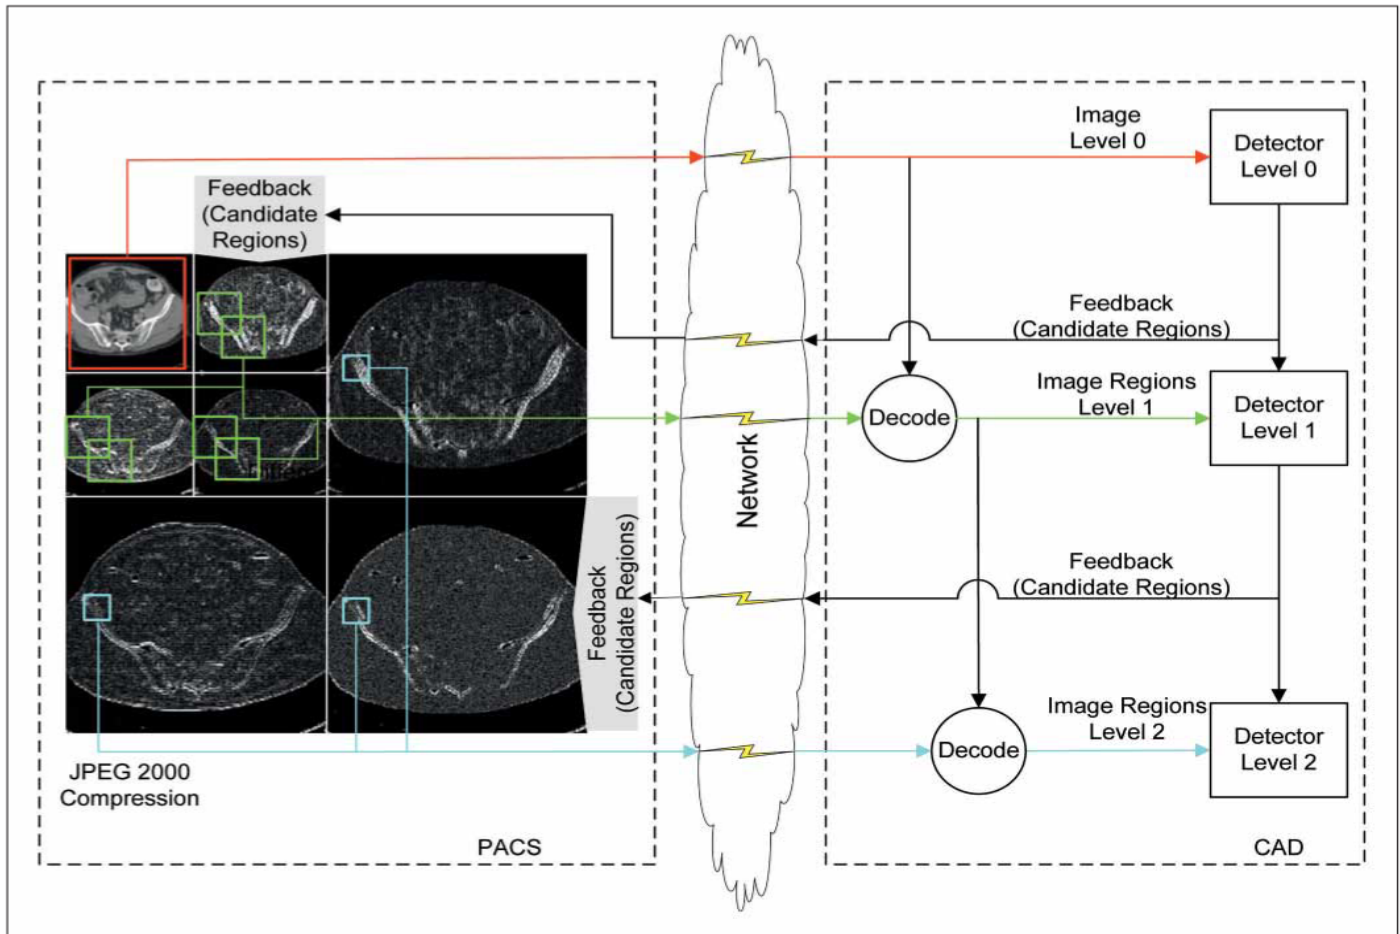 Image
Level 0
Detector
Level 0
Feedback
(Candidate
Regions)
Feedback
(Candidate Regions)
Image Regions
Level 1
Decode
Detector
Level 1
Network
Feedback
(Candidate Regions)
Feedback
(Candidate Regions)
Image Regions
Level 2
Decode
Detector
Level 2
JPEG 2000
Compression
PACS
CAD